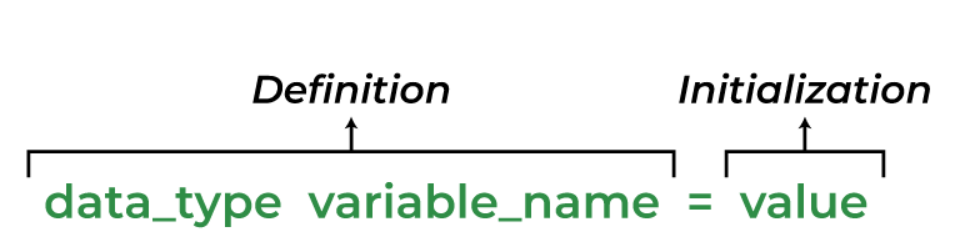 Definition Initialization
data_type variable_name = value